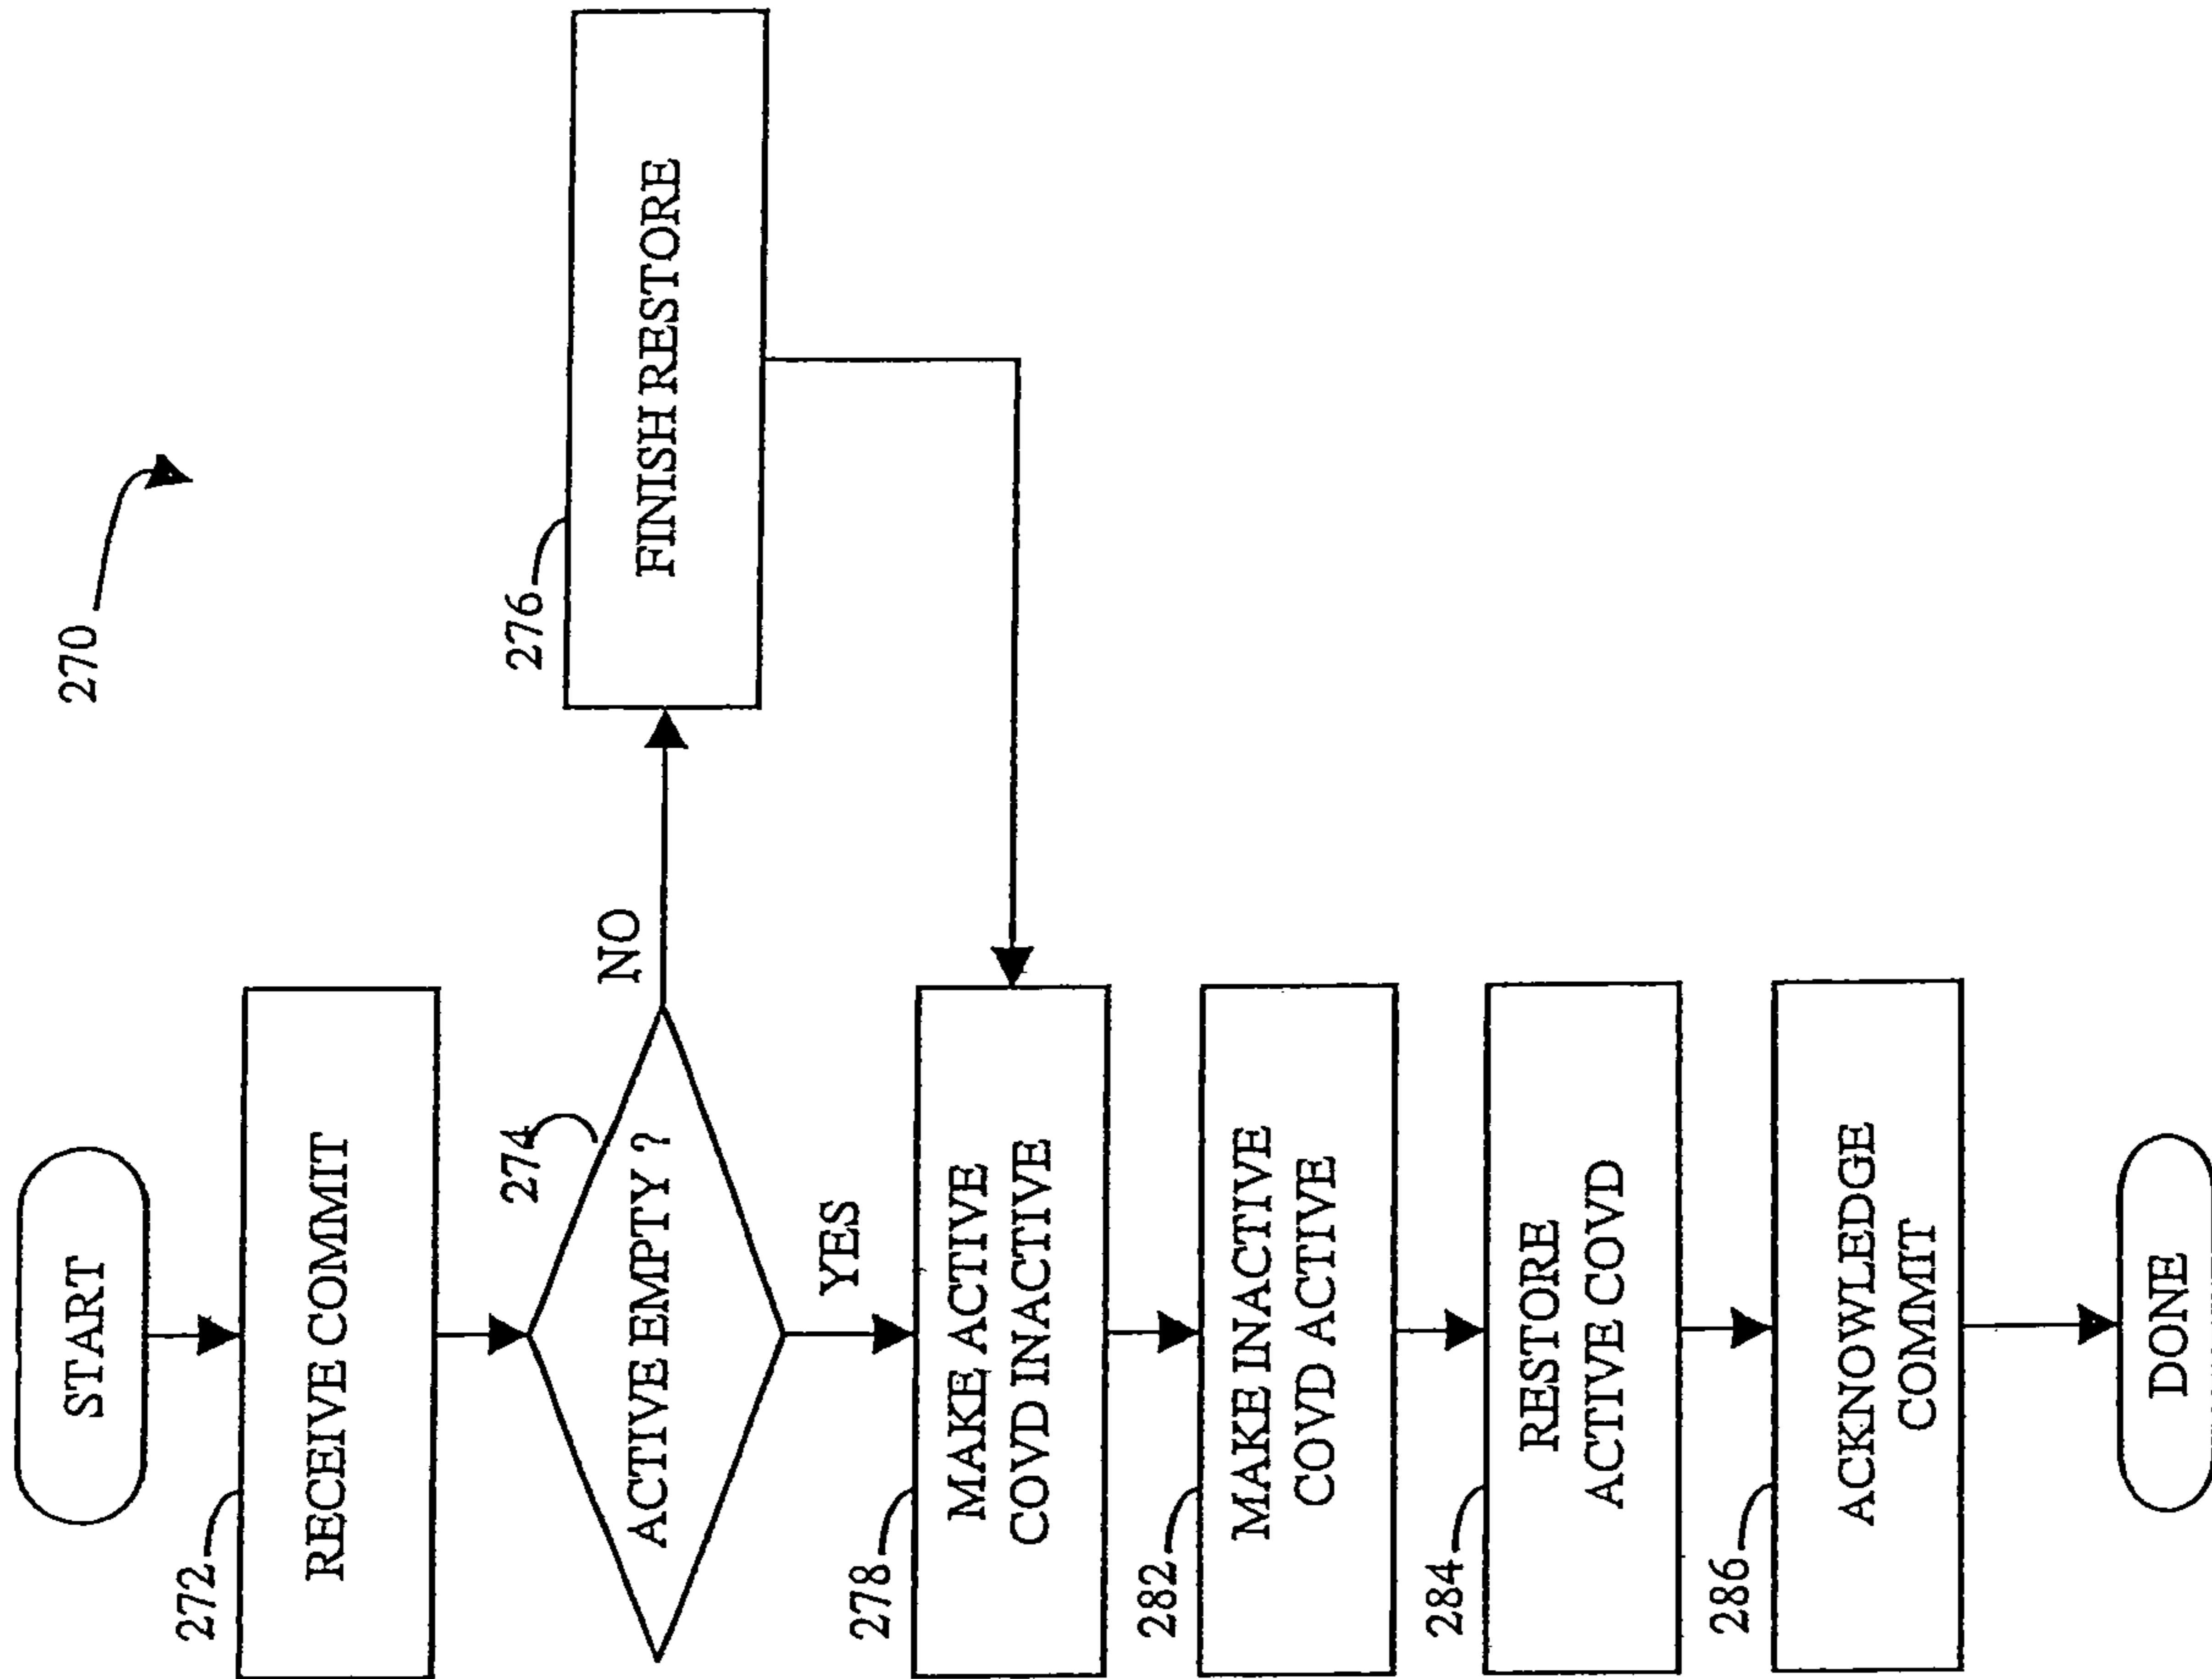 270
START
272
RECEIVE COMMIT
274
ACTIVE EMPTY ?
NO
276
FINISH RESTORE
YES
278
MAKE ACTIVE
COVD INACTIVE
282
MAKE INACTIVE
COVD ACTIVE
284
RESTORE
ACTIVE COVD
286
ACKNOWLEDGE
COMMIT
DONE